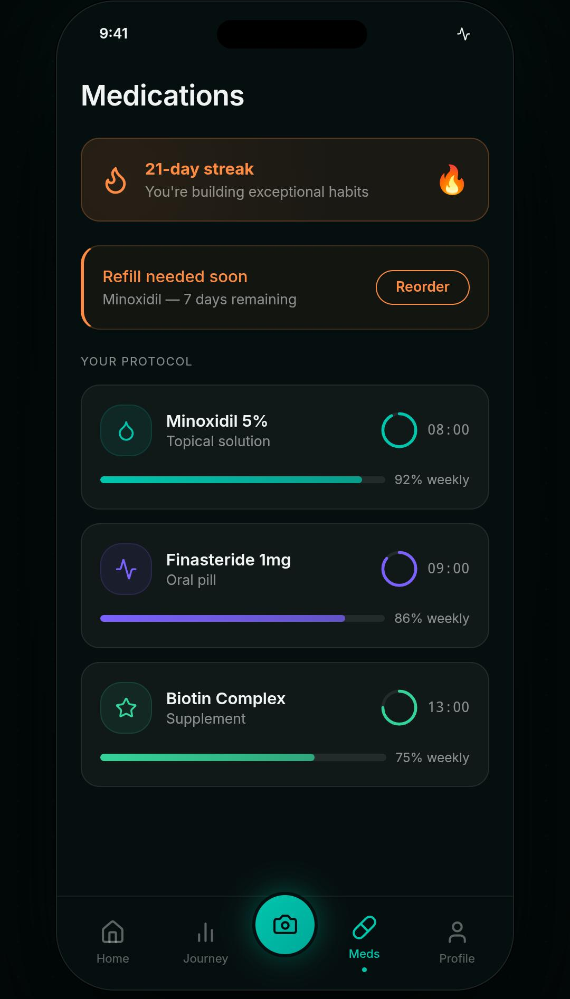 9:41
Medications
21-day streak
You're building exceptional habits
Refill needed soon
Minoxidil — 7 days remaining
Reorder
YOUR PROTOCOL
Minoxidil 5%
Topical solution
08:00
92% weekly
Finasteride 1mg
Oral pill
09:00
86% weekly
Biotin Complex
Supplement
13:00
75% weekly
Home
Journey
Meds
Profile